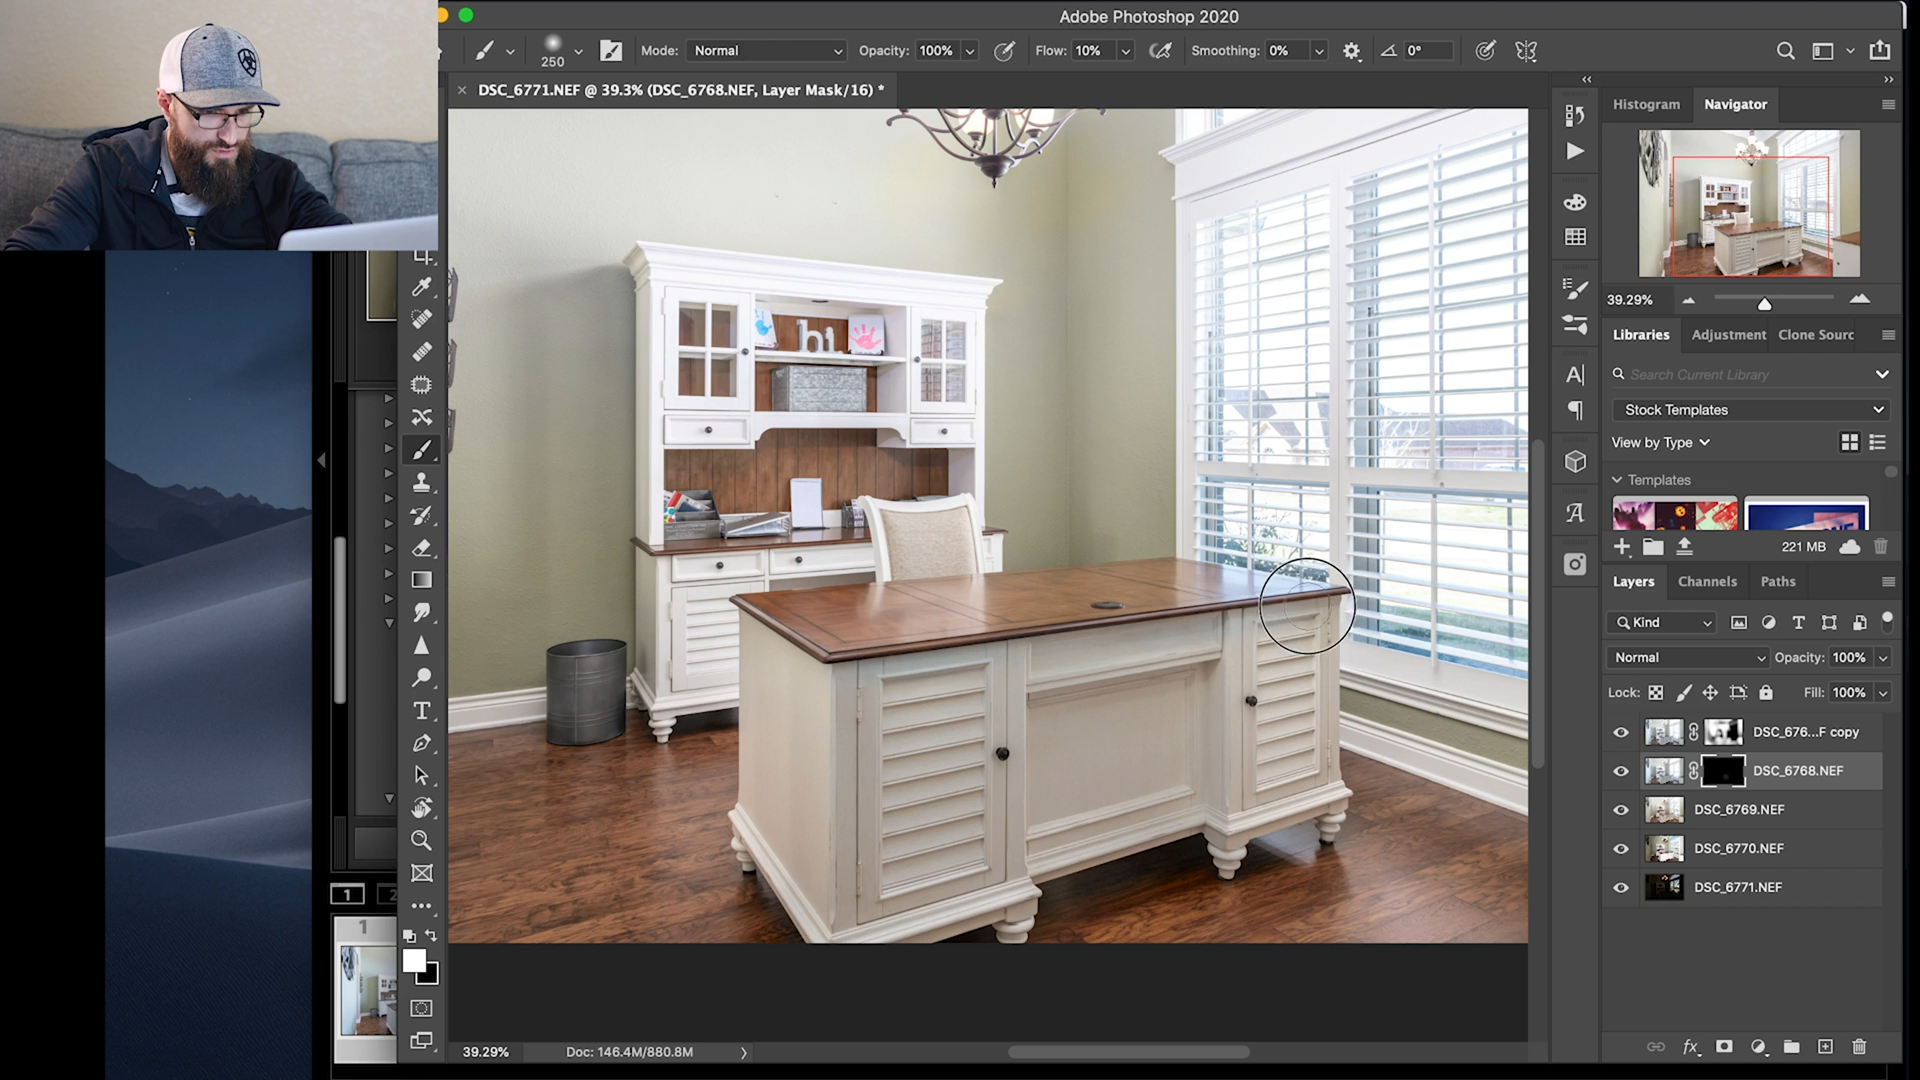 Adobe Photoshop 2020
250
Mode: Normal
Opacity: 100%
Flow: 10%
Smoothing: 0%
0°
× DSC_6771.NEF @ 39.3% (DSC_6768.NEF, Layer Mask/16) *
Histogram
Navigator
39.29%
Libraries
Adjustment
Clone Sourc
Search Current Library
Stock Templates
View by Type
Templates
221 MB
Layers
Channels
Paths
Kind
Normal
Opacity: 100%
Lock:
Fill: 100%
DSC_676...F copy
DSC_6768.NEF
DSC_6769.NEF
DSC_6770.NEF
DSC_6771.NEF
hi
1
2
1
39.29%
Doc: 146.4M/880.8M